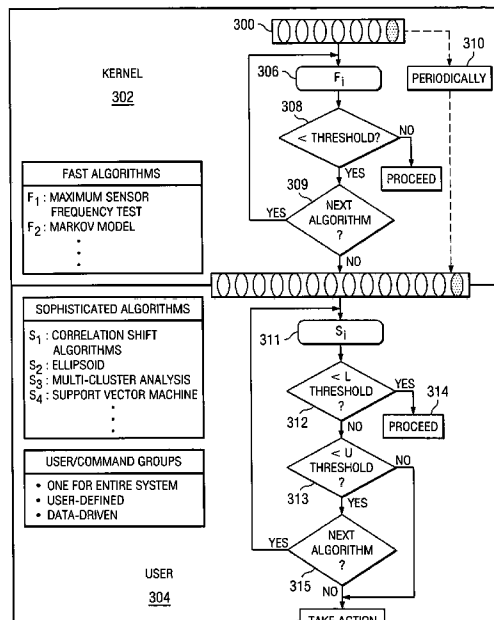 300
310
KERNEL
302
306
F i
PERIODICALLY
308
< THRESHOLD?
NO
YES
PROCEED
309
NEXT
ALGORITHM
?
YES
NO
FAST ALGORITHMS
F1 : MAXIMUM SENSOR
FREQUENCY TEST
F2 : MARKOV MODEL
SOPHISTICATED ALGORITHMS
S1 : CORRELATION SHIFT
ALGORITHMS
S2 : ELLIPSOID
S3 : MULTI-CLUSTER ANALYSIS
S4 : SUPPORT VECTOR MACHINE
USER/COMMAND GROUPS
• ONE FOR ENTIRE SYSTEM
• USER-DEFINED
• DATA-DRIVEN
311
S i
< L
THRESHOLD
?
YES
314
312
PROCEED
NO
< U
THRESHOLD
?
NO
313
YES
NEXT
ALGORITHM
?
YES
315
NO
USER
304
TAKE ACTION